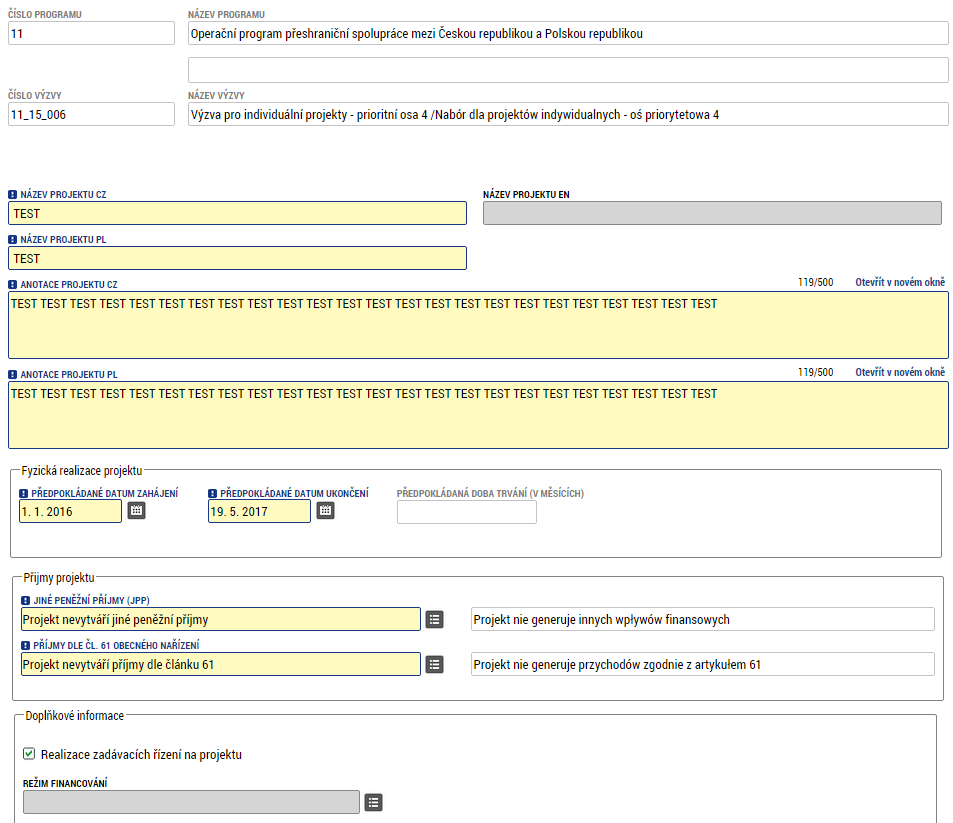 ČÍSLO PROGRAMU NÁZEV PROGRAMU
11 Operační program přeshraniční spolupráce mezi Českou republikou a Polskou republikou
ČÍSLO VÝZVY NÁZEV VÝZVY
11_15_006 Výzva pro individuální projekty - prioritní osa 4 /Nabór dla projektów indywidualnych - oś priorytetowa 4
NÁZEV PROJEKTU CZ NÁZEV PROJEKTU EN
TEST
NÁZEV PROJEKTU PL
TEST
ANOTACE PROJEKTU CZ 119/500 Otevřít v novém okně
TEST TEST TEST TEST TEST TEST TEST TEST TEST TEST TEST TEST TEST TEST TEST TEST TEST TEST TEST TEST TEST TEST TEST TEST
ANOTACE PROJEKTU PL 119/500 Otevřít v novém okně
TEST TEST TEST TEST TEST TEST TEST TEST TEST TEST TEST TEST TEST TEST TEST TEST TEST TEST TEST TEST TEST TEST TEST TEST
Fyzická realizace projektu
PŘEDPOKLÁDANÉ DATUM ZAHÁJENÍ PŘEDPOKLÁDANÉ DATUM UKONČENÍ PŘEDPOKLÁDANÁ DOBA TRVÁNÍ (V MĚSÍCÍCH)
1. 1. 2016 19. 5. 2017
Příjmy projektu
JINÉ PENĚŽNÍ PŘÍJMY (JPP)
Projekt nevytváří jiné peněžní příjmy Projekt nie generuje innych wpływów finansowych
PŘÍJMY DLE ČL. 61 OBECNÉHO NAŘÍZENÍ
Projekt nevytváří příjmy dle článku 61 Projekt nie generuje przychodów zgodnie z artykułem 61
Doplňkové informace
Realizace zadávacích řízení na projektu
REŽIM FINANCOVÁNÍ